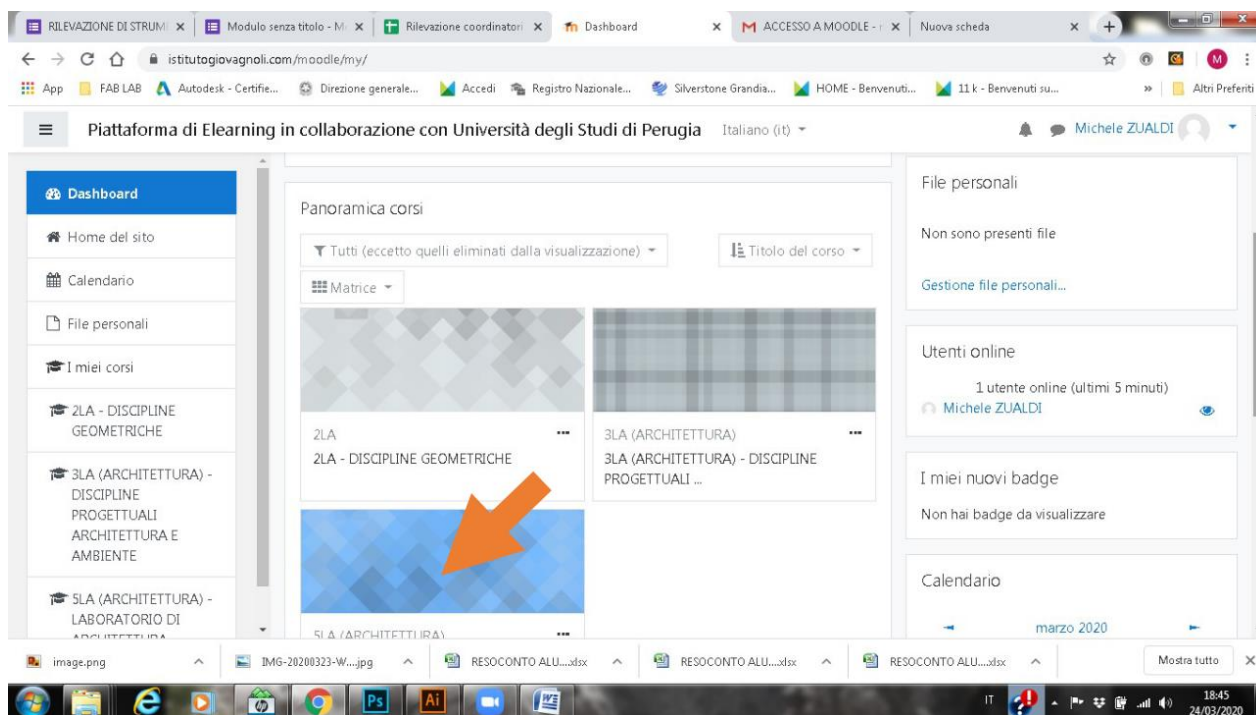 RILEVAZIONE DI STRUM
Modulo senza titolo - Mo
Rilevazione coordinatori
Dashboard
ACCESSO A MOODLE - r
Nuova scheda
istitutogiovagnoli.com/moodle/my/
App
FAB LAB
Autodesk - Certifie...
Direzione generale...
Accedi
Registro Nazionale...
Silverstone Grandia...
HOME - Benvenuti...
11 k - Benvenuti su...
»
Altri Preferiti
Piattaforma di Elearning in collaborazione con Università degli Studi di Perugia
Italiano (it)
Michele ZUALDI
Dashboard
Home del sito
Calendario
File personali
I miei corsi
2LA - DISCIPLINE
GEOMETRICHE
3LA (ARCHITETTURA) -
DISCIPLINE
PROGETTUALI
ARCHITETTURA E
AMBIENTE
5LA (ARCHITETTURA) -
LABORATORIO DI
ARCHITETTURA
Panoramica corsi
Tutti (eccetto quelli eliminati dalla visualizzazione)
Titolo del corso
Matrice
2LA
2LA - DISCIPLINE GEOMETRICHE
3LA (ARCHITETTURA)
3LA (ARCHITETTURA) - DISCIPLINE
PROGETTUALI ...
5LA (ARCHITETTURA)
File personali
Non sono presenti file
Gestione file personali...
Utenti online
1 utente online (ultimi 5 minuti)
Michele ZUALDI
I miei nuovi badge
Non hai badge da visualizzare
Calendario
marzo 2020
image.png
IMG-20200323-W....jpg
RESOCONTO ALU....xlsx
RESOCONTO ALU....xlsx
RESOCONTO ALU....xlsx
Mostra tutto
Ps
Ai
IT
18:45
24/03/2020